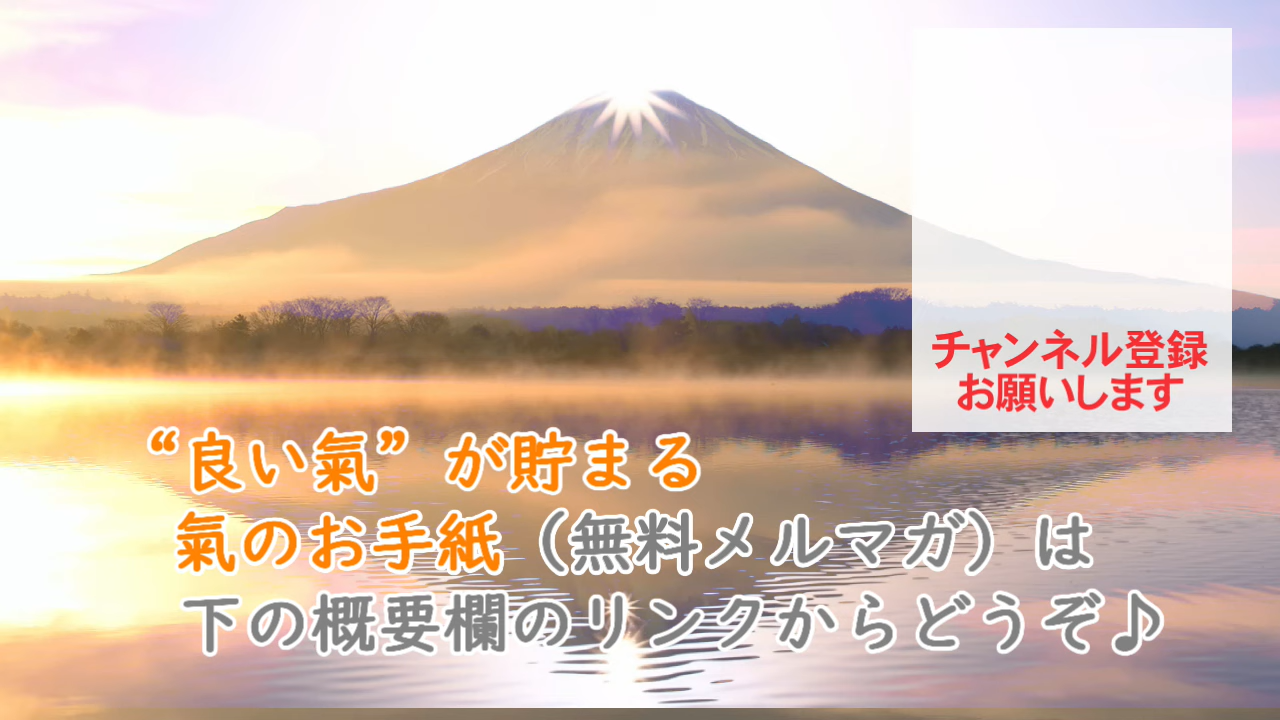 チャンネル登録
お願いします
“良い氣”が貯まる
氣のお手紙（無料メルマガ）は
下の概要欄のリンクからどうぞ♪